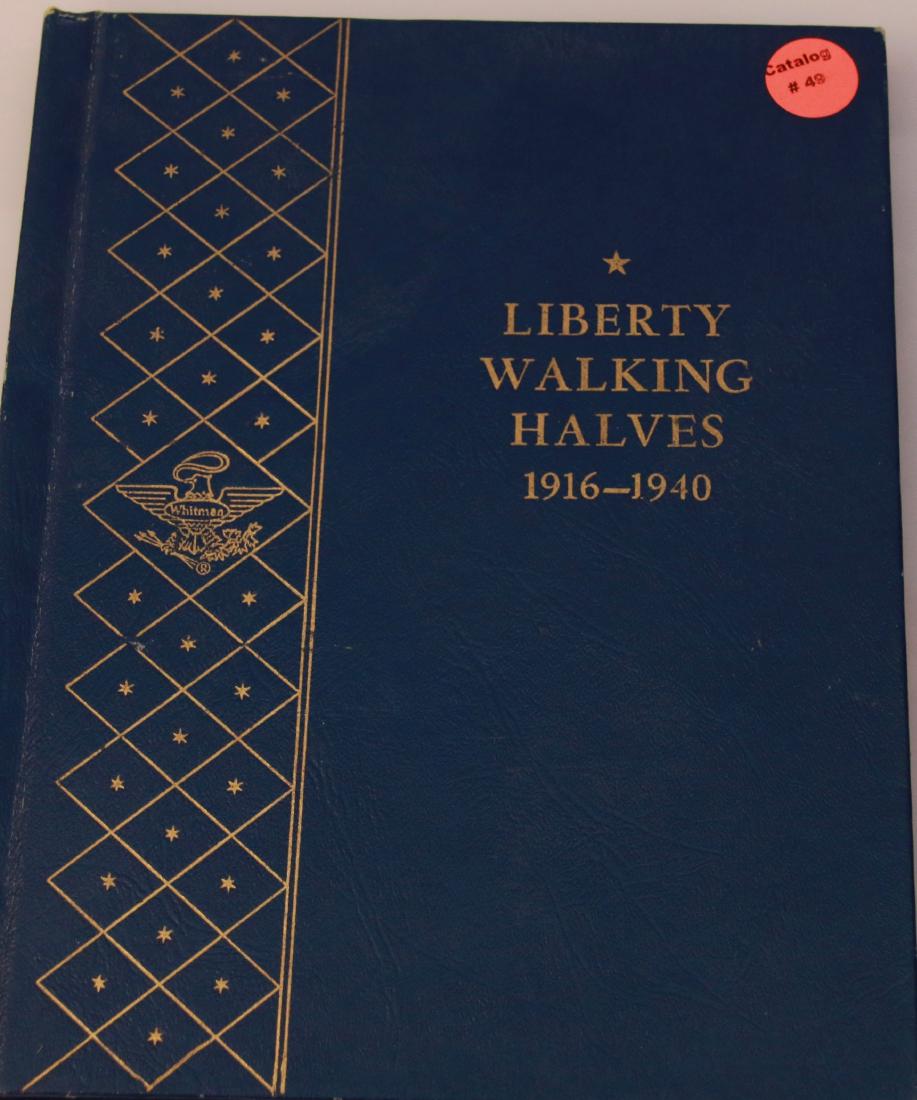 Catalog
# 49
LIBERTY
WALKING
HALVES
1916–1940
Whitman
®